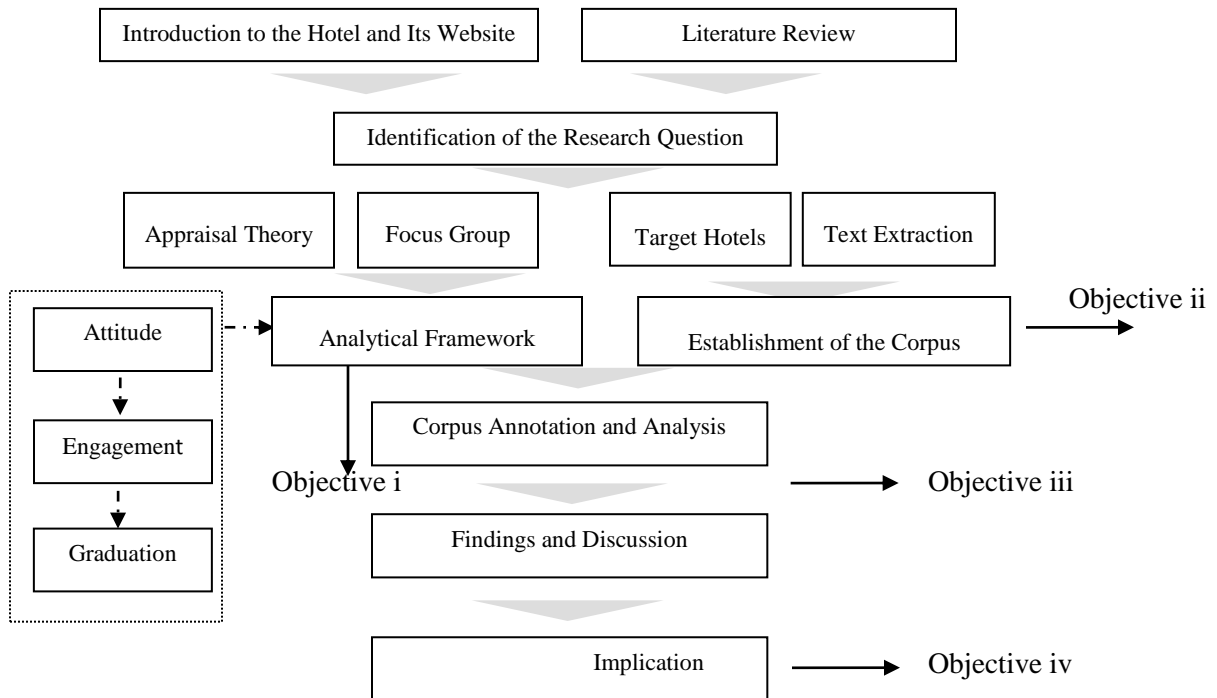 Introduction to the Hotel and Its Website
Literature Review
Identification of the Research Question
Appraisal Theory
Focus Group
Target Hotels
Text Extraction
Objective ii
Attitude
Analytical Framework
Establishment of the Corpus
Engagement
Corpus Annotation and Analysis
Objective i
Objective iii
Graduation
Findings and Discussion
Implication
Objective iv